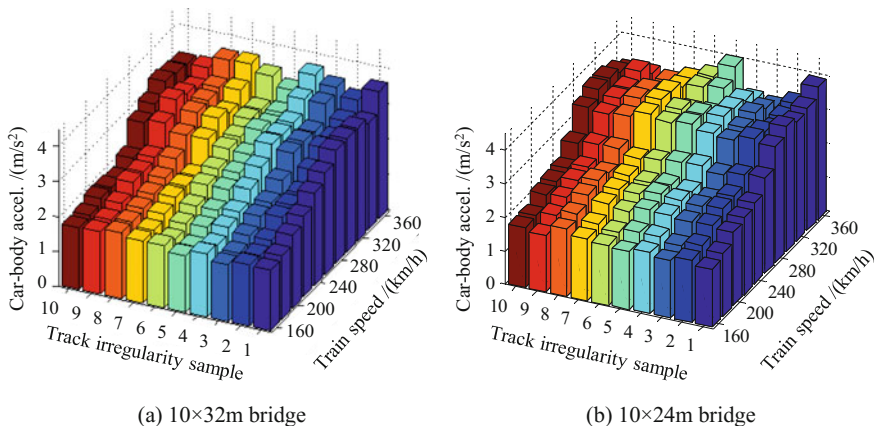 Car-body accel. /(m/s²)
4
3
2
1
0
10 9 8 7 6 5 4 3 2 1
Track irregularity sample
160 200 240 280 320 360
Train speed /(km/h)
(a) 10×32m bridge
Car-body accel. /(m/s²)
4
3
2
1
0
10 9 8 7 6 5 4 3 2 1
Track irregularity sample
160 200 240 280 320 360
Train speed /(km/h)
(b) 10×24m bridge